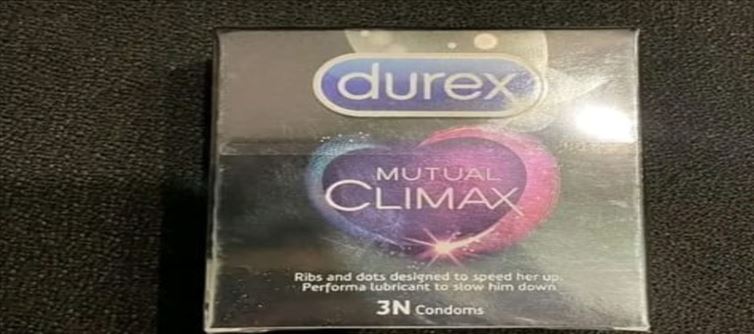 durex
MUTUAL
CLIMAX
Ribs and dots designed to speed her up.
Performa lubricant to slow him down
3N Condoms